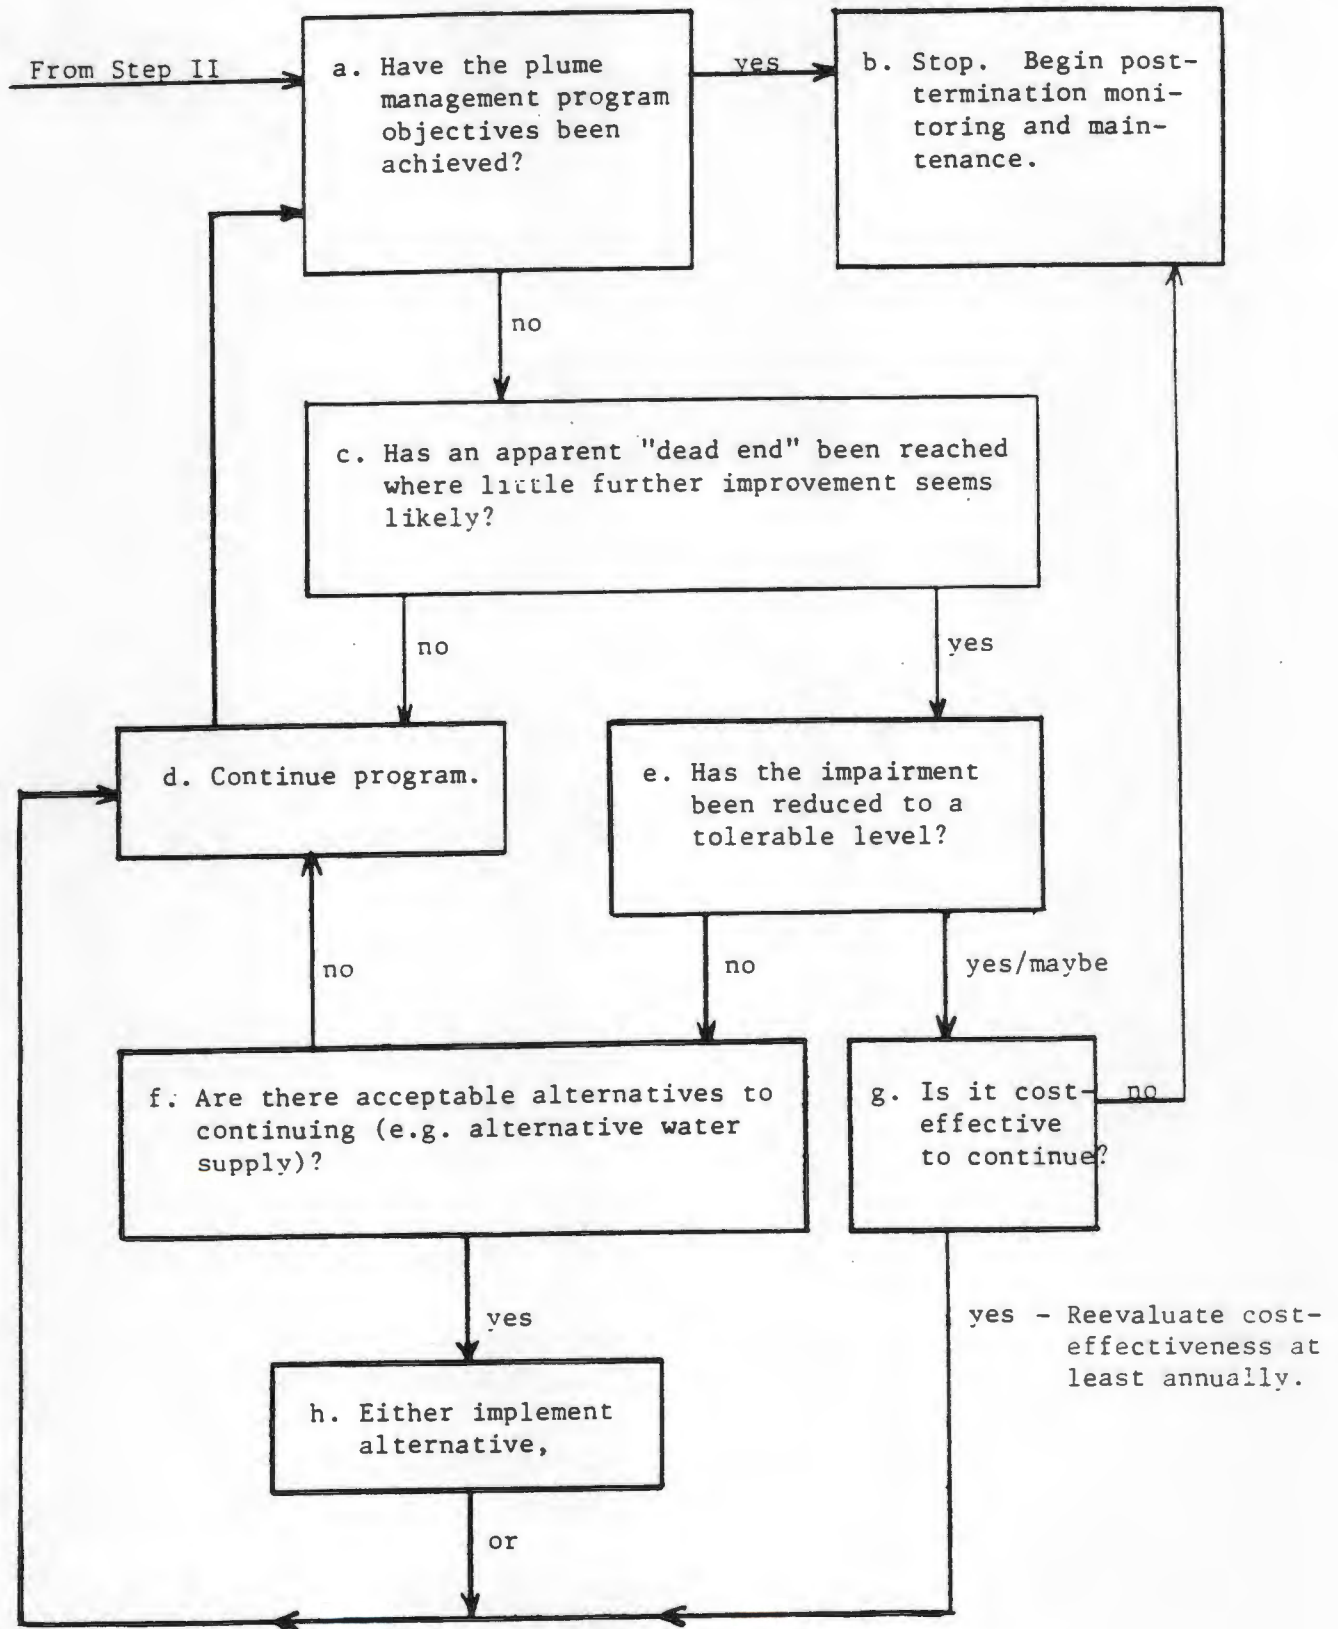 From Step II
a. Have the plume
management program
objectives been
achieved?
yes
b. Stop. Begin post-
termination moni-
toring and main-
tenance.
no
c. Has an apparent "dead end" been reached
where little further improvement seems
likely?
no
yes
d. Continue program.
e. Has the impairment
been reduced to a
tolerable level?
no
no
yes/maybe
f. Are there acceptable alternatives to
continuing (e.g. alternative water
supply)?
g. Is it cost-
effective
to continue?
no
yes
yes - Reevaluate cost-
effectiveness at
least annually.
h. Either implement
alternative,
or